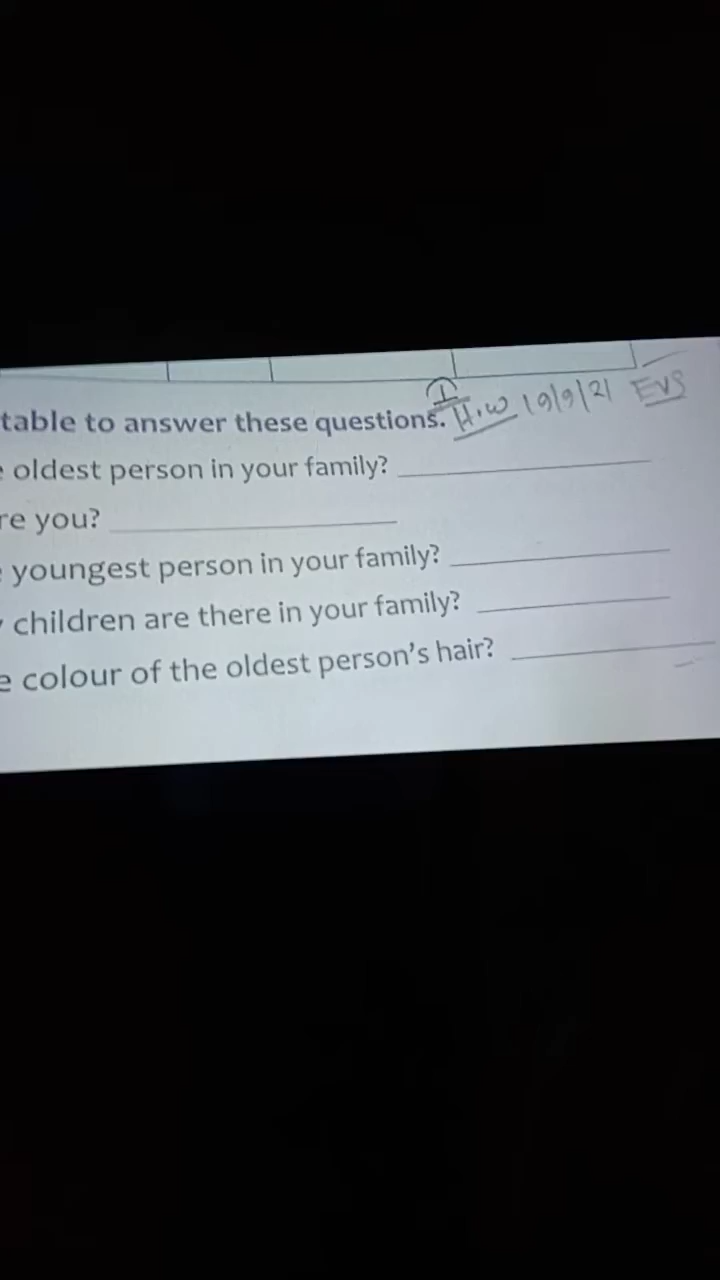 table to answer these questions. H.W 9/9/21 EVS
oldest person in your family?
re you?
youngest person in your family?
children are there in your family?
e colour of the oldest person's hair?